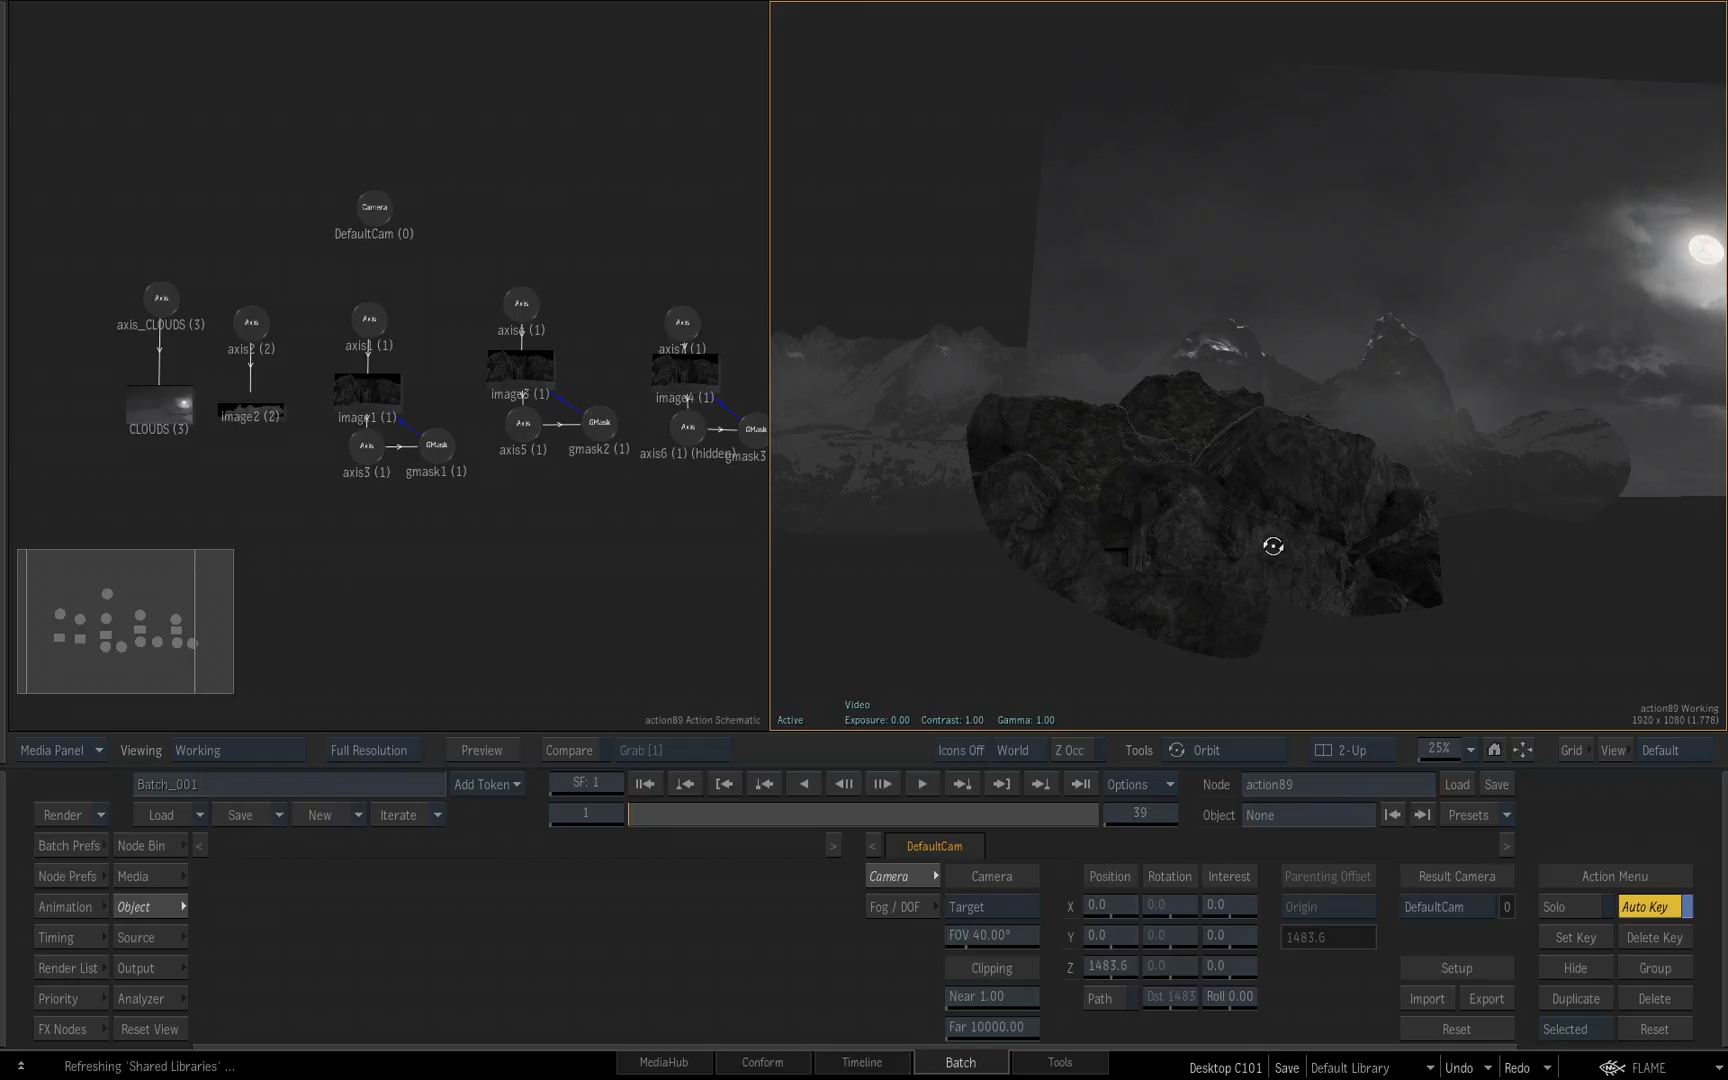 Camera
DefaultCam (0)
Axis
axis_CLOUDS (3)
CLOUDS (3)
Axis
axis2 (2)
image2 (2)
Axis
axis1 (1)
image1 (1)
Axis
axis3 (1)
GMask
gmask1 (1)
Axis
axis4 (1)
image3 (1)
Axis
axis5 (1)
GMask
gmask2 (1)
Axis
image4 (1)
Axis
axis6 (1) (hidden)
GMask
gmask3
action89 Action Schematic
Active
Video
Exposure: 0.00 Contrast: 1.00 Gamma: 1.00
action89 Working
1920 x 1080 (1.778)
Media Panel Viewing Working Full Resolution Preview Compare Grab [1] Icons Off World Z Occ Tools Orbit 2-Up 25% Grid View Default
Batch_001 Add Token SF: 1 Options Node action89 Load Save
Render Load Save New Iterate 1 39 Object None Presets
Batch Prefs Node Bin < > < DefaultCam >
Node Prefs Media Camera Camera Position Rotation Interest Parenting Offset Result Camera Action Menu
Animation Object Fog / DOF Target X 0.0 0.0 0.0 Origin DefaultCam 0 Solo Auto Key
Timing Source FOV 40.00° Y 0.0 0.0 0.0 1483.6 Set Key Delete Key
Render List Output Clipping Z 1483.6 0.0 0.0 Setup Hide Group
Priority Analyzer Near 1.00 Path Dst 1483 Roll 0.00 Import Export Duplicate Delete
FX Nodes Reset View Far 10000.00 Reset Selected Reset
Refreshing 'Shared Libraries' ... MediaHub Conform Timeline Batch Tools Desktop C101 Save Default Library Undo Redo FLAME